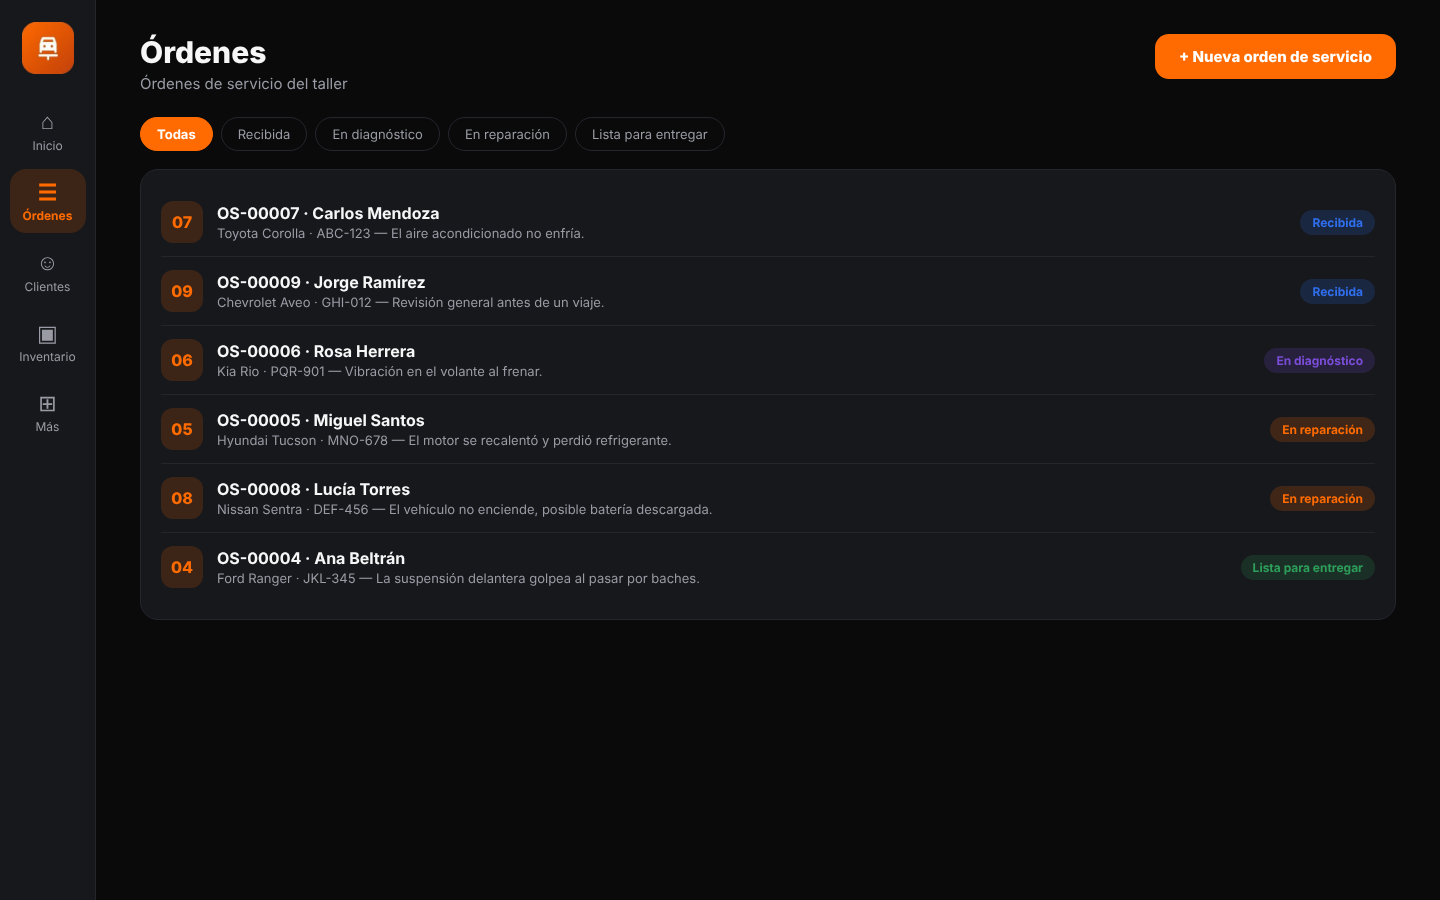 Órdenes
Órdenes de servicio del taller
+ Nueva orden de servicio
Inicio
Órdenes
Clientes
Inventario
Más
Todas
Recibida
En diagnóstico
En reparación
Lista para entregar
07
OS-00007 · Carlos Mendoza
Toyota Corolla · ABC-123 — El aire acondicionado no enfría.
Recibida
09
OS-00009 · Jorge Ramírez
Chevrolet Aveo · GHI-012 — Revisión general antes de un viaje.
Recibida
06
OS-00006 · Rosa Herrera
Kia Rio · PQR-901 — Vibración en el volante al frenar.
En diagnóstico
05
OS-00005 · Miguel Santos
Hyundai Tucson · MNO-678 — El motor se recalentó y perdió refrigerante.
En reparación
08
OS-00008 · Lucía Torres
Nissan Sentra · DEF-456 — El vehículo no enciende, posible batería descargada.
En reparación
04
OS-00004 · Ana Beltrán
Ford Ranger · JKL-345 — La suspensión delantera golpea al pasar por baches.
Lista para entregar